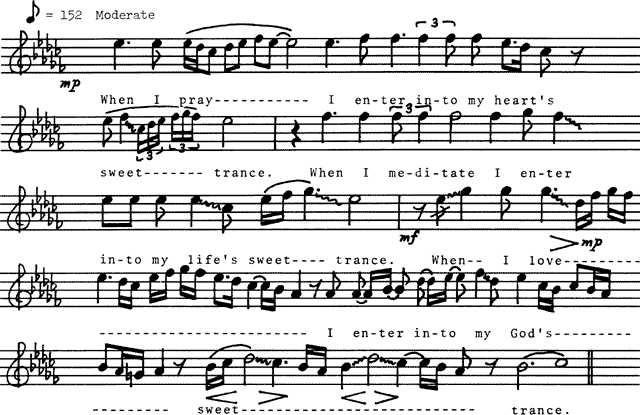 ♪ = 152 Moderate
3
mp
When I pray----------- I en-ter in-to my heart's
3 3 3
sweet------- trance. When I me-di-tate I en-ter
mf mp
in-to my life's sweet---- trance. When-- I love---------
------------------------ I en-ter in-to my God's---------
--------- sweet--------------------------- trance.